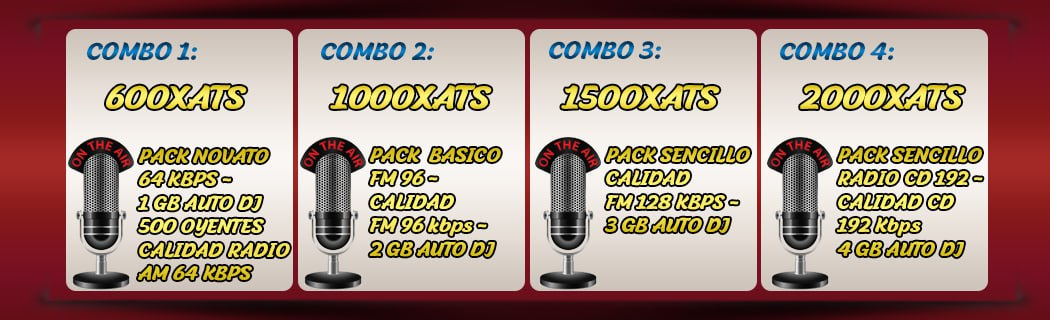 COMBO 1:
600XATS
ON THE AIR
PACK NOVATO
64 KBPS ~
1 GB AUTO DJ
500 OYENTES
CALIDAD RADIO
AM 64 KBPS
COMBO 2:
1000XATS
ON THE AIR
PACK BASICO
FM 96 ~
CALIDAD
FM 96 kbps ~
2 GB AUTO DJ
COMBO 3:
1500XATS
ON THE AIR
PACK SENCILLO
CALIDAD
FM 128 KBPS ~
3 GB AUTO DJ
COMBO 4:
2000XATS
ON THE AIR
PACK SENCILLO
RADIO CD 192 ~
CALIDAD CD
192 Kbps
4 GB AUTO DJ